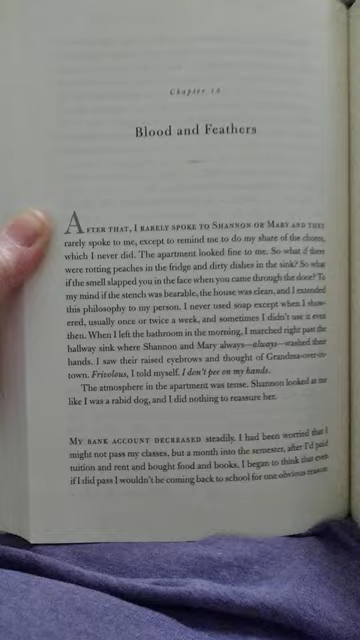 Chapter 18
Blood and Feathers
AFTER THAT, I RARELY SPOKE TO SHANNON OR MARY AND THEY
rarely spoke to me, except to remind me to do my share of the chores,
which I never did. The apartment looked fine to me. So what if there
were rotting peaches in the fridge and dirty dishes in the sink? So what
if the smell slapped you in the face when you came through the door? To
my mind if the stench was bearable, the house was clean, and I extended
this philosophy to my person. I never used soap except when I show-
ered, usually once or twice a week, and sometimes I didn't use it even
then. When I left the bathroom in the morning, I marched right past the
hallway sink where Shannon and Mary always—always—washed their
hands. I saw their raised eyebrows and thought of Grandma-over-in-
town. Frivolous, I told myself. I don't pee on my hands.
The atmosphere in the apartment was tense. Shannon looked at me
like I was a rabid dog, and I did nothing to reassure her.
MY BANK ACCOUNT DECREASED steadily. I had been worried that I
might not pass my classes, but a month into the semester, after I'd paid
tuition and rent and bought food and books, I began to think that even
if I did pass I wouldn't be coming back to school for one obvious reason: